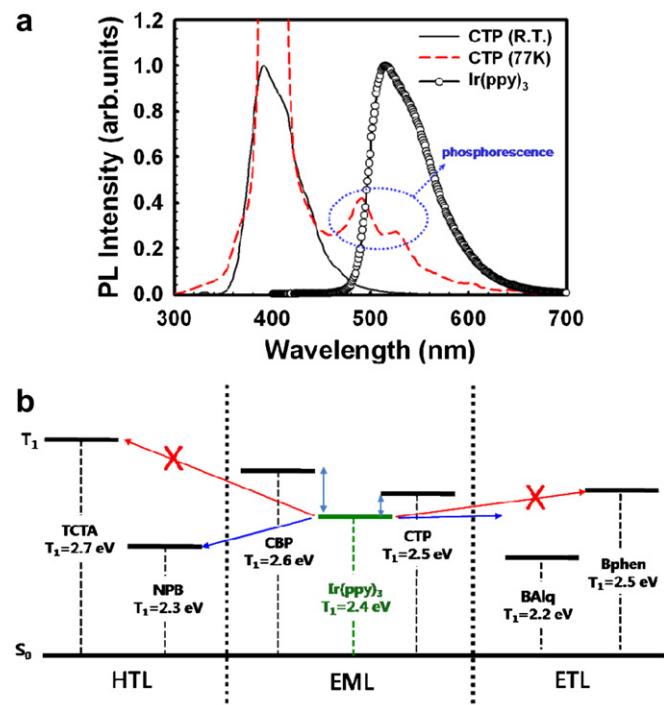 a
CTP (R.T.)
CTP (77K)
Ir(ppy)₃
phosphorescence
PL Intensity (arb.units)
1.0
0.8
0.6
0.4
0.2
0.0
300 400 500 600 700
Wavelength (nm)
b
T₁
TCTA
T₁=2.7 eV
NPB
T₁=2.3 eV
CBP
T₁=2.6 eV
Ir(ppy)₃
T₁=2.4 eV
CTP
T₁=2.5 eV
BAlq
T₁=2.2 eV
Bphen
T₁=2.5 eV
S₀
HTL EML ETL